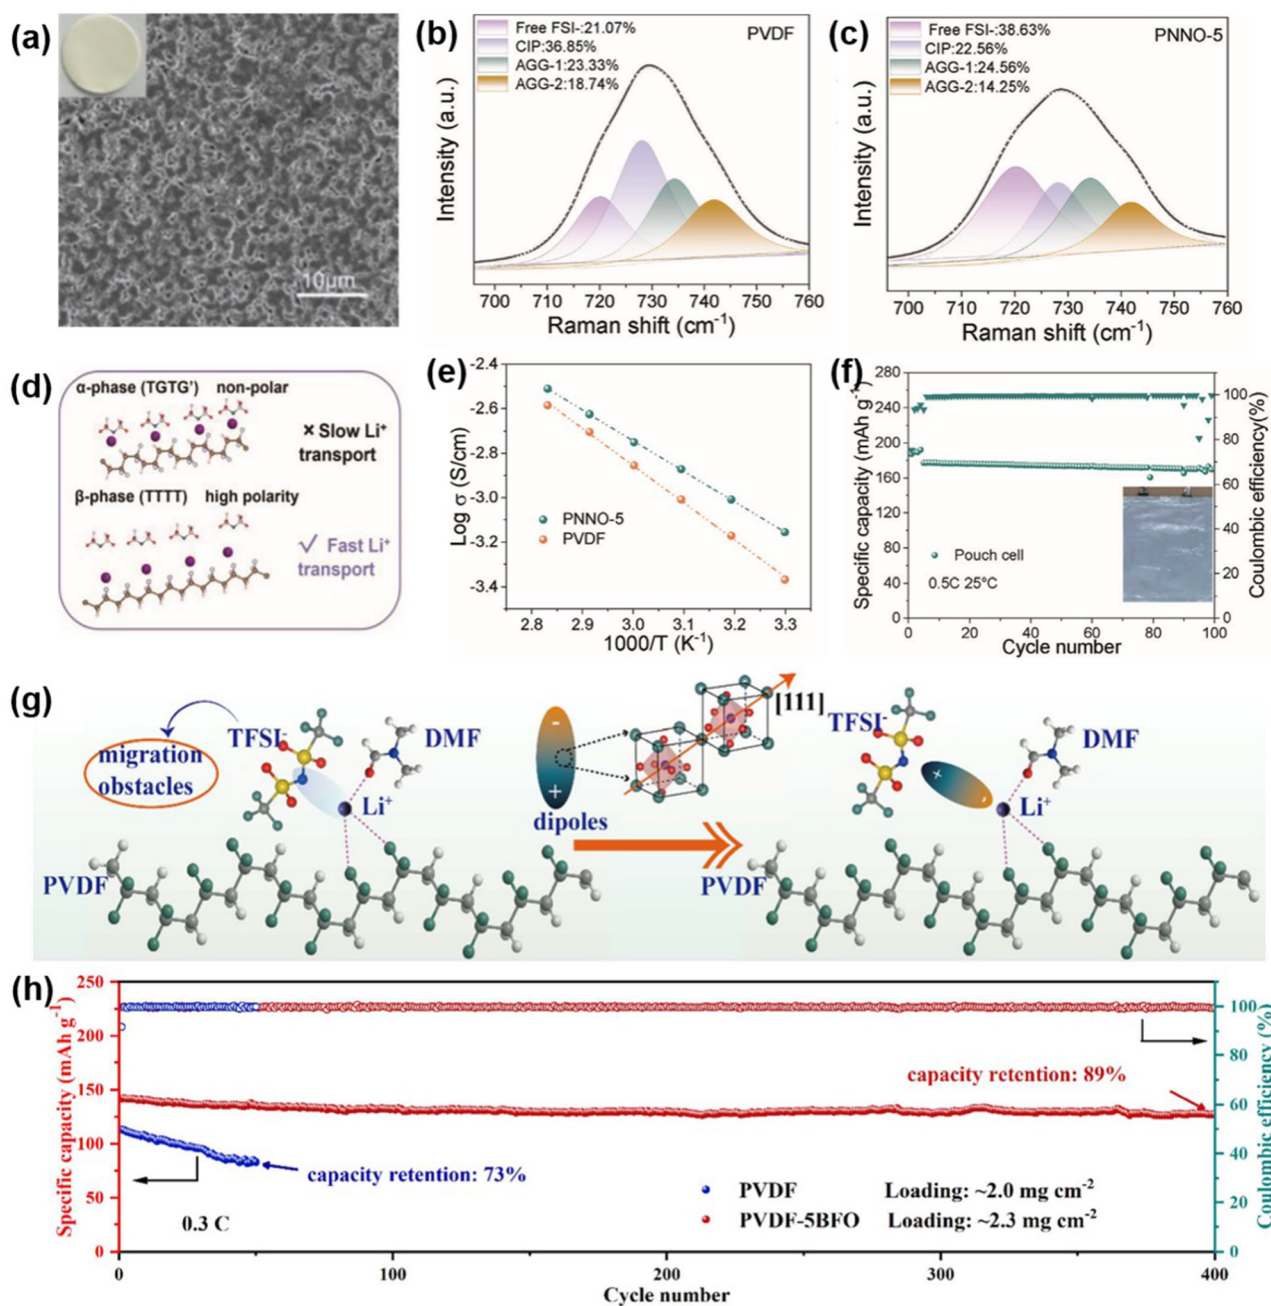 (a)
10μm
(b)
Free FSI-:21.07%
CIP:36.85%
AGG-1:23.33%
AGG-2:18.74%
PVDF
Intensity (a.u.)
700 710 720 730 740 750 760
Raman shift (cm⁻¹)
(c)
Free FSI-:38.63%
CIP:22.56%
AGG-1:24.56%
AGG-2:14.25%
PNNO-5
Intensity (a.u.)
700 710 720 730 740 750 760
Raman shift (cm⁻¹)
(d)
α-phase (TGTG') non-polar
× Slow Li⁺
transport
β-phase (TTTT) high polarity
√ Fast Li⁺
transport
(e)
Log σ (S/cm)
-2.4
-2.6
-2.8
-3.0
-3.2
-3.4
PNNO-5
PVDF
2.8 2.9 3.0 3.1 3.2 3.3
1000/T (K⁻¹)
(f)
Specific capacity (mAh g⁻¹)
280
240
200
160
120
80
40
0
Pouch cell
0.5C 25°C
0 20 40 60 80 100
Cycle number
100
80
60
40
20
0
Coulombic efficiency(%)
(g)
migration
obstacles
TFSI⁻
DMF
Li⁺
PVDF
-
+
dipoles
[111]
TFSI⁻
DMF
+
-
Li⁺
PVDF
(h)
Specific capacity (mAh g⁻¹)
250
200
150
100
50
0
capacity retention: 89%
capacity retention: 73%
0.3 C
PVDF Loading: ~2.0 mg cm⁻²
PVDF-5BFO Loading: ~2.3 mg cm⁻²
0 100 200 300 400
Cycle number
100
80
60
40
20
0
Coulombic efficiency (%)